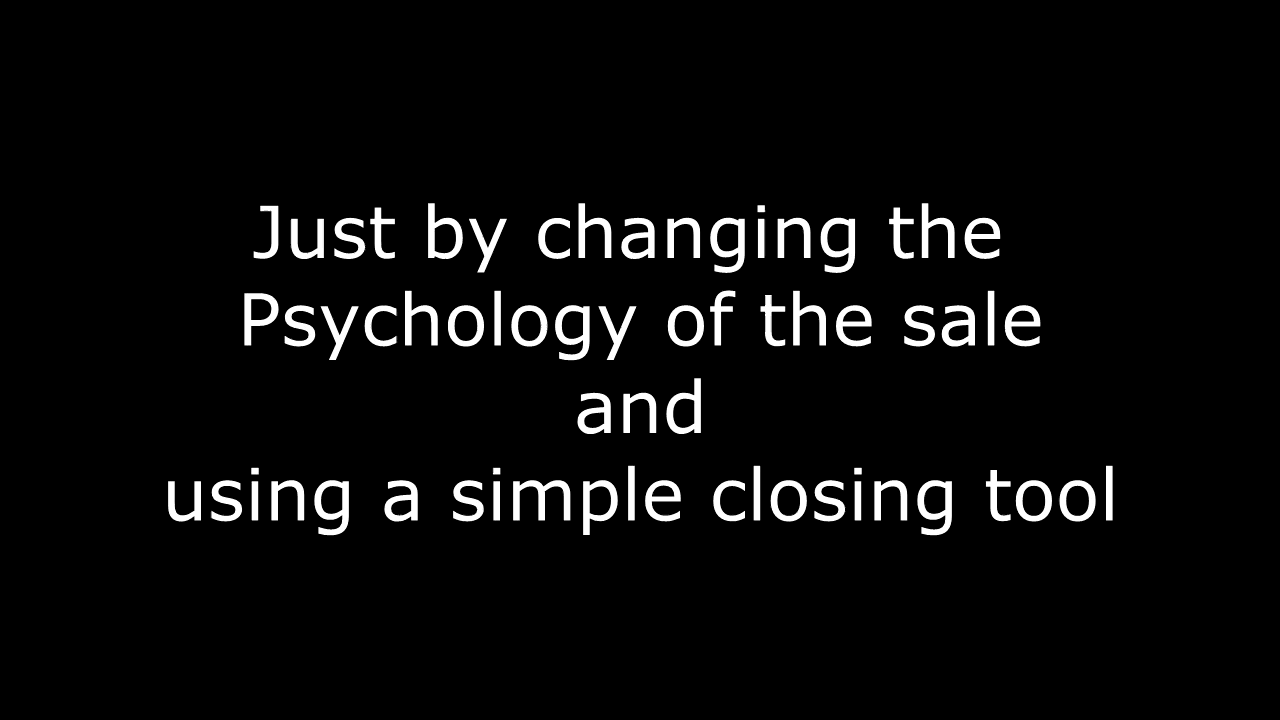 Just by changing the
Psychology of the sale
and
using a simple closing tool